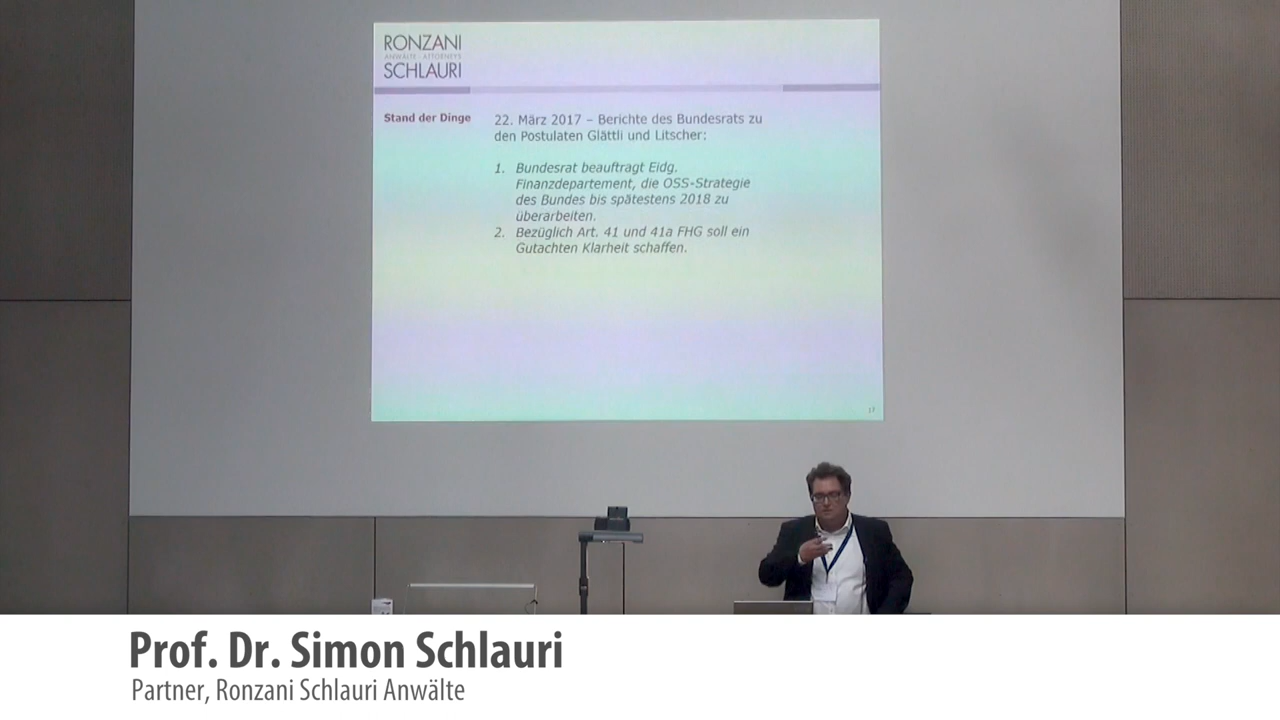 RONZANI
ANWÄLTE · ATTORNEYS
SCHLAURI
Stand der Dinge
22. März 2017 – Berichte des Bundesrats zu
den Postulaten Glättli und Litscher:
1. Bundesrat beauftragt Eidg.
Finanzdepartement, die OSS-Strategie
des Bundes bis spätestens 2018 zu
überarbeiten.
2. Bezüglich Art. 41 und 41a FHG soll ein
Gutachten Klarheit schaffen.
Prof. Dr. Simon Schlauri
Partner, Ronzani Schlauri Anwälte